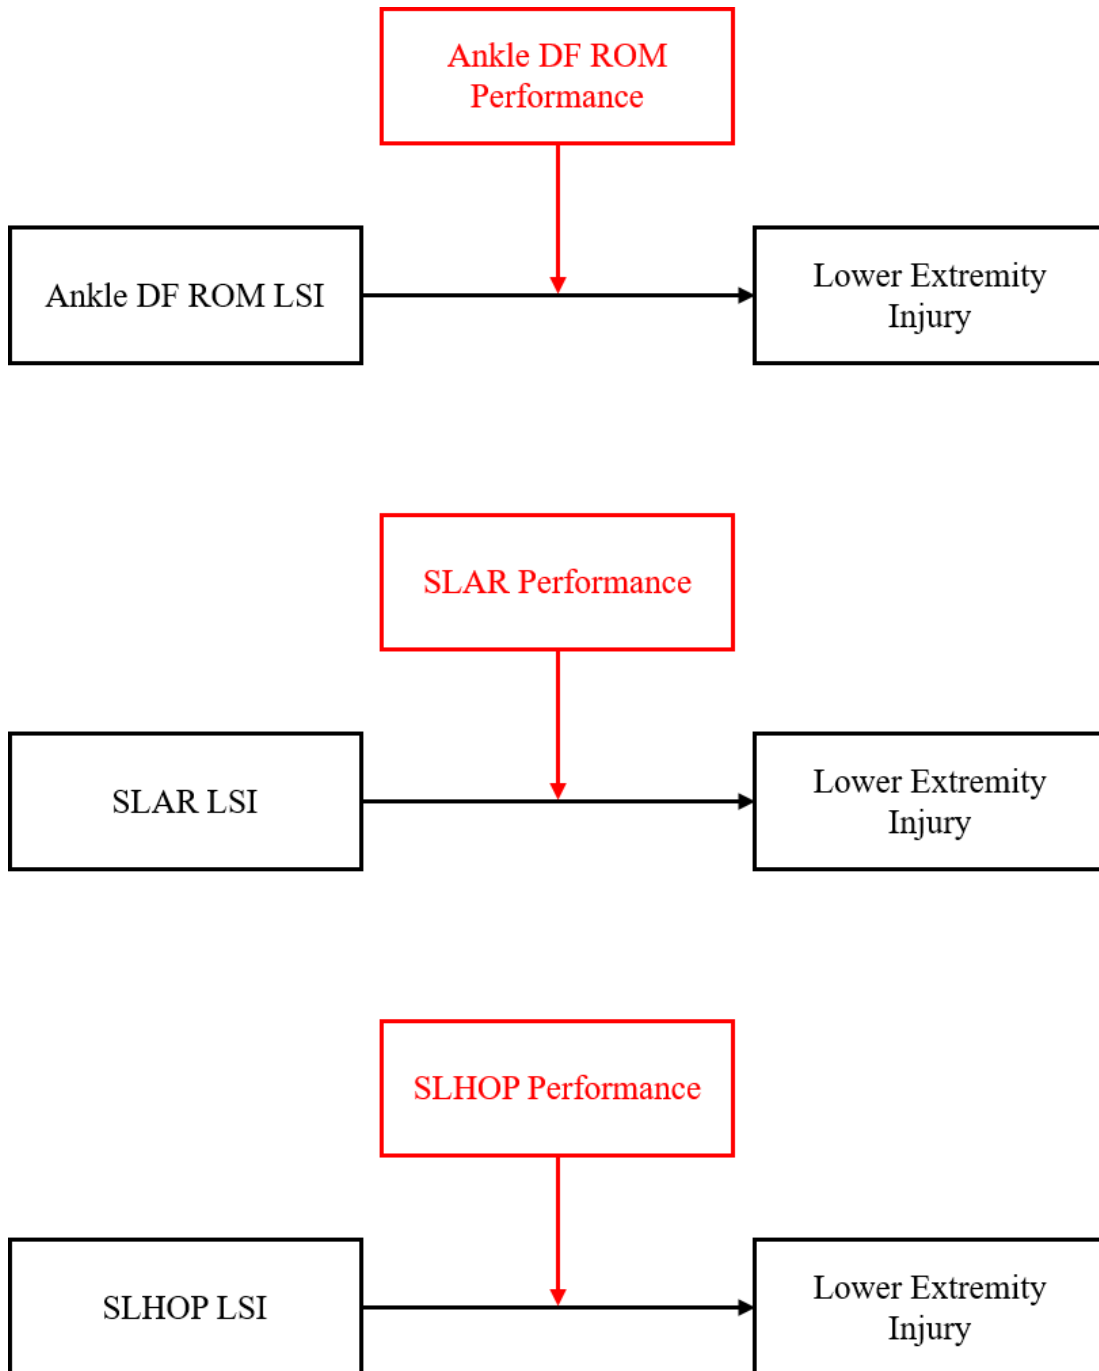 Ankle DF ROM
Performance
Ankle DF ROM LSI
Lower Extremity
Injury
SLAR Performance
SLAR LSI
Lower Extremity
Injury
SLHOP Performance
SLHOP LSI
Lower Extremity
Injury